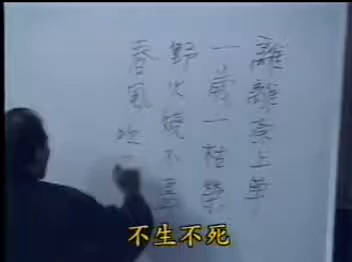 離離原上草
一歲一枯榮
野火燒不盡
春風吹
不生不死